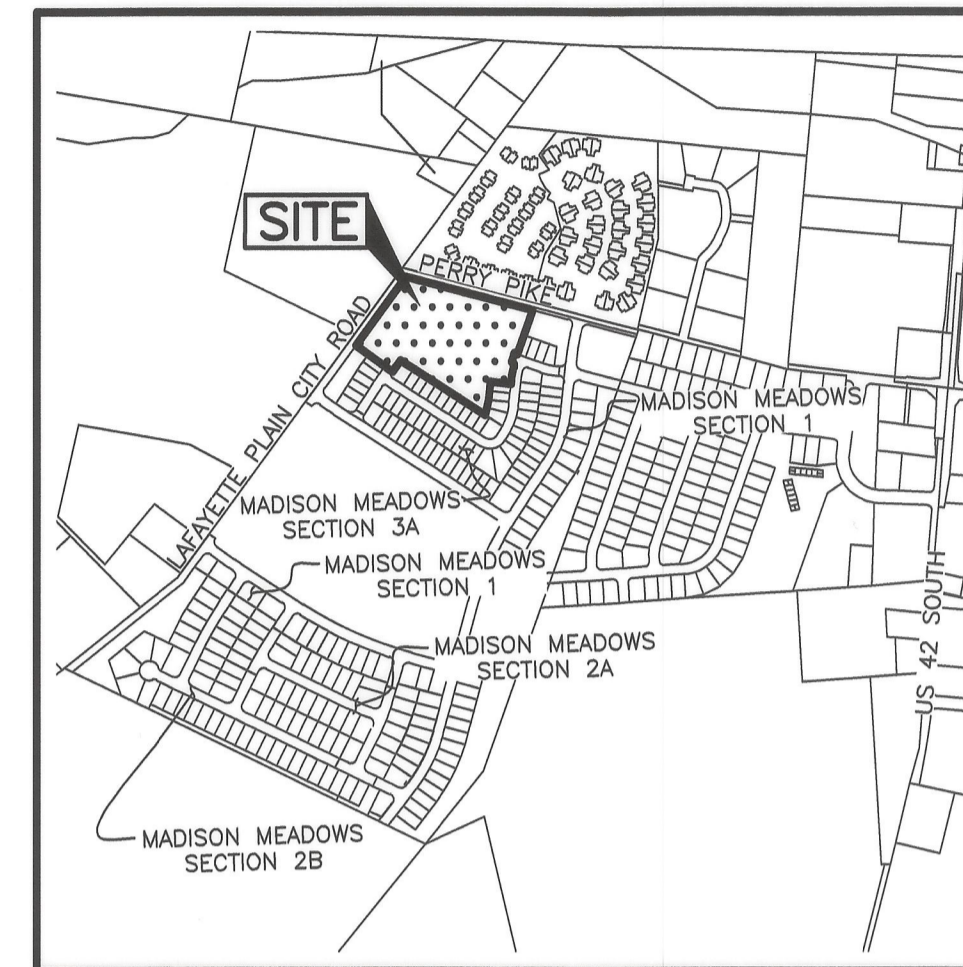 SITE
PERRY PIKE
LAFAYETTE PLAIN CITY ROAD
MADISON MEADOWS
SECTION 1
MADISON MEADOWS
SECTION 3A
MADISON MEADOWS
SECTION 1
MADISON MEADOWS
SECTION 2A
US 42 SOUTH
MADISON MEADOWS
SECTION 2B